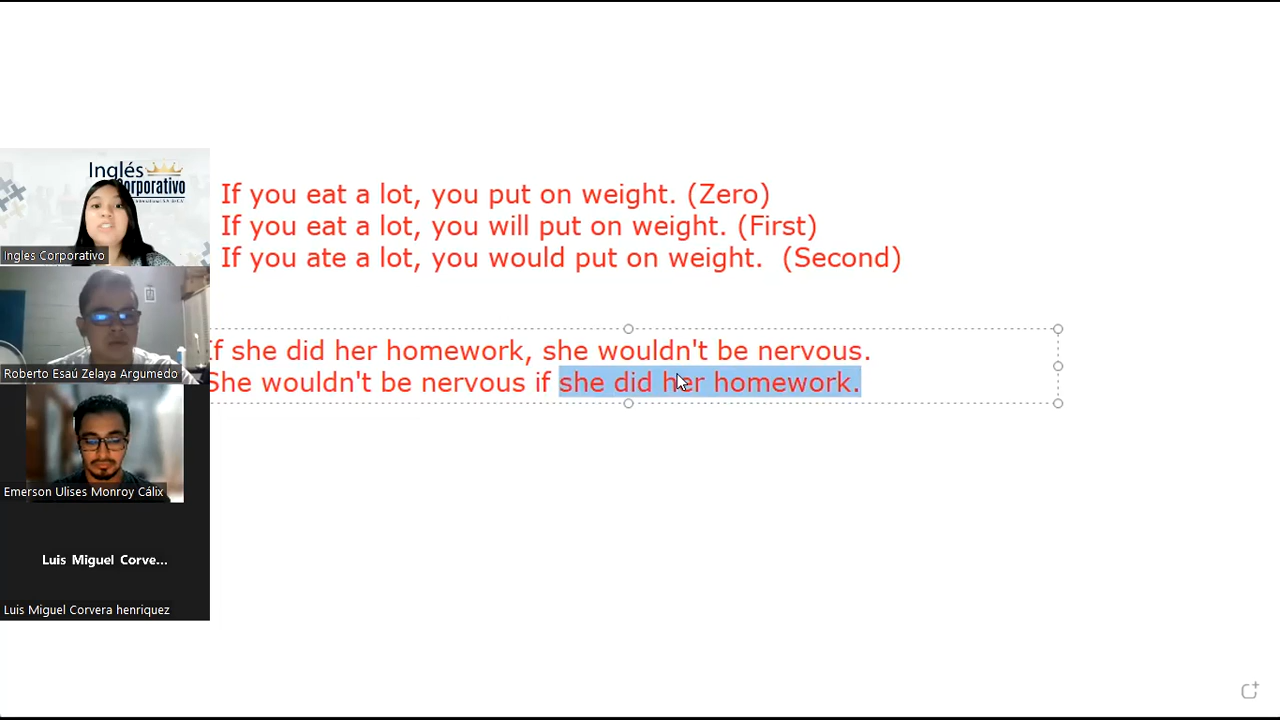 Inglés
Corporativo
Ingles Corporativo
Roberto Esaú Zelaya Argumedo
Emerson Ulises Monroy Cálix
Luis Miguel Corve...
Luis Miguel Corvera henriquez
If you eat a lot, you put on weight. (Zero)
If you eat a lot, you will put on weight. (First)
If you ate a lot, you would put on weight. (Second)
If she did her homework, she wouldn't be nervous.
She wouldn't be nervous if she did her homework.